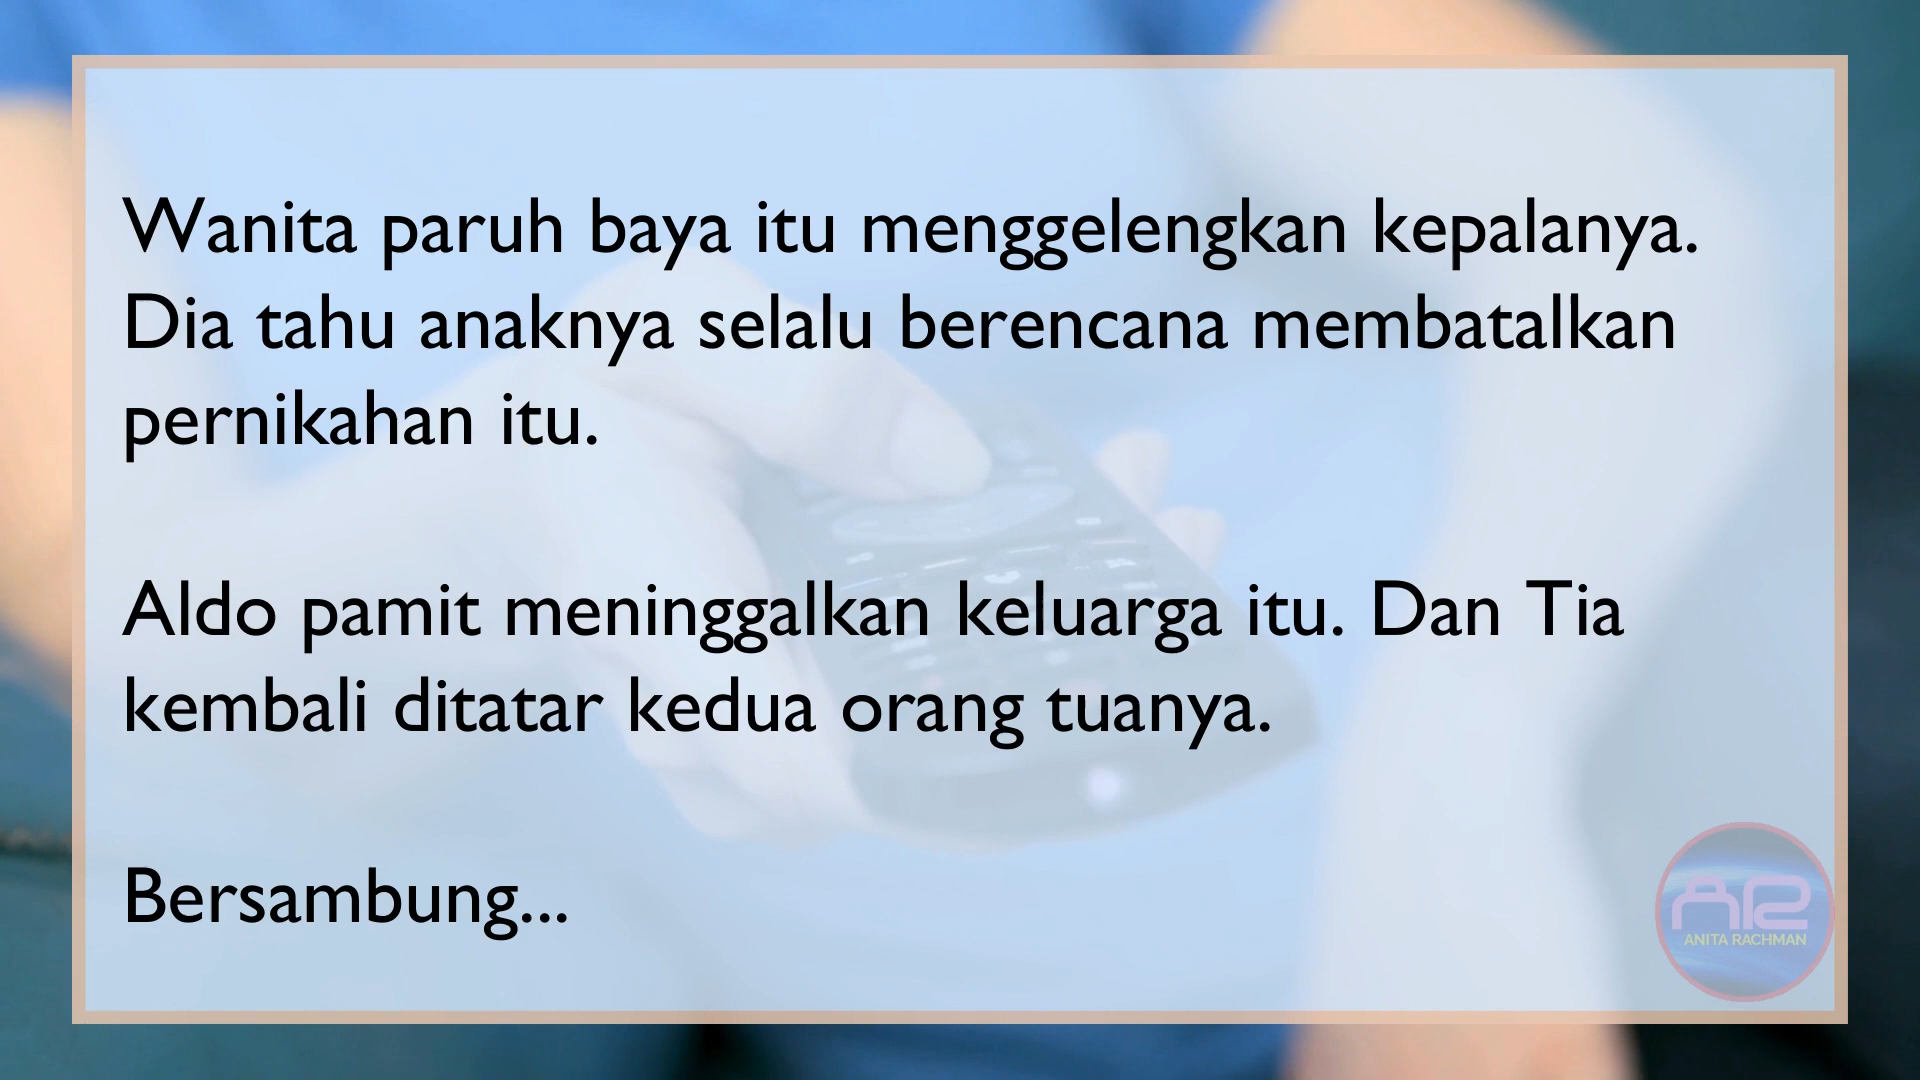 Wanita paruh baya itu menggelengkan kepalanya.
Dia tahu anaknya selalu berencana membatalkan
pernikahan itu.
Aldo pamit meninggalkan keluarga itu. Dan Tia
kembali ditatar kedua orang tuanya.
Bersambung...
AR
ANITA RACHMAN